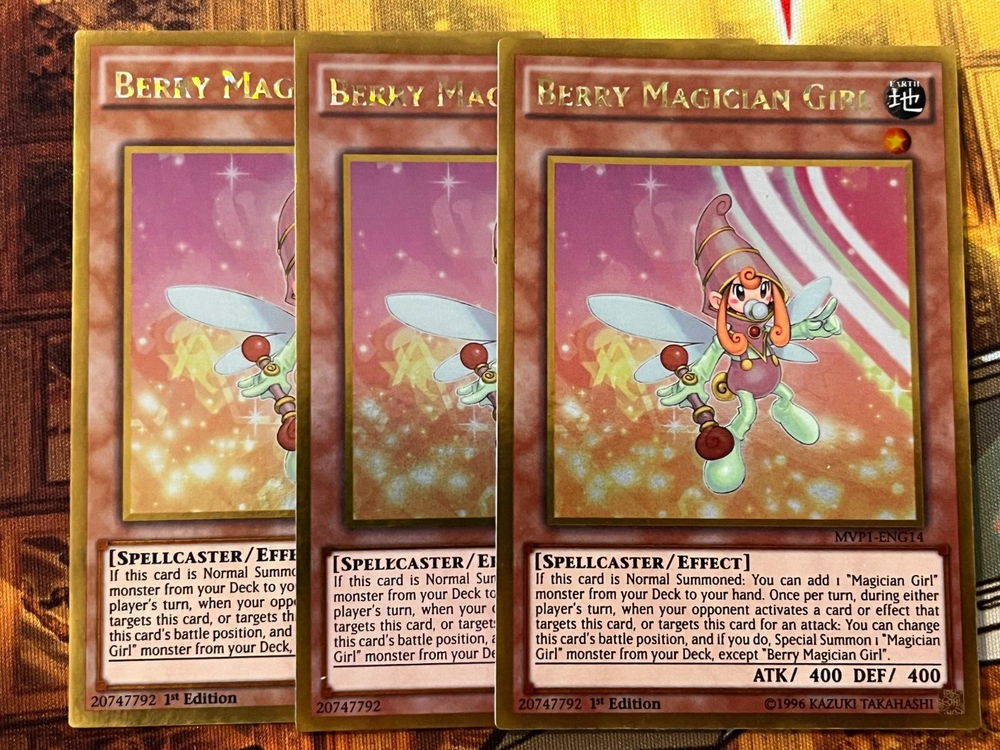 BERRY MAG
[SPELLCASTER/EFFE
If this card is Normal Summo
monster from your Deck to yo
player's turn, when your opp
targets this card, or targets th
this card's battle position, and
Girl" monster from your Deck,
20747792 1st Edition
BERRY MAG
[SPELLCASTER/E
If this card is Normal Sum
monster from your Deck to
player's turn, when your
targets this card, or target
this card's battle position,
Girl" monster from your De
20747792
BERRY MAGICIAN GIRL
EARTH
地
MVP1-ENG14
[SPELLCASTER/EFFECT]
If this card is Normal Summoned: You can add 1 "Magician Girl"
monster from your Deck to your hand. Once per turn, during either
player's turn, when your opponent activates a card or effect that
targets this card, or targets this card for an attack: You can change
this card's battle position, and if you do, Special Summon 1 "Magician
Girl" monster from your Deck, except "Berry Magician Girl".
ATK/ 400 DEF/ 400
20747792 1st Edition
©1996 KAZUKI TAKAHASHI